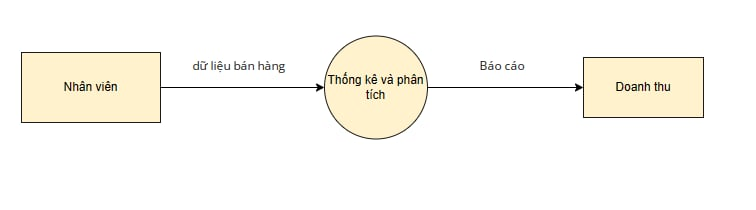 Nhân viên
dữ liệu bán hàng
Thống kê và phân
tích
Báo cáo
Doanh thu